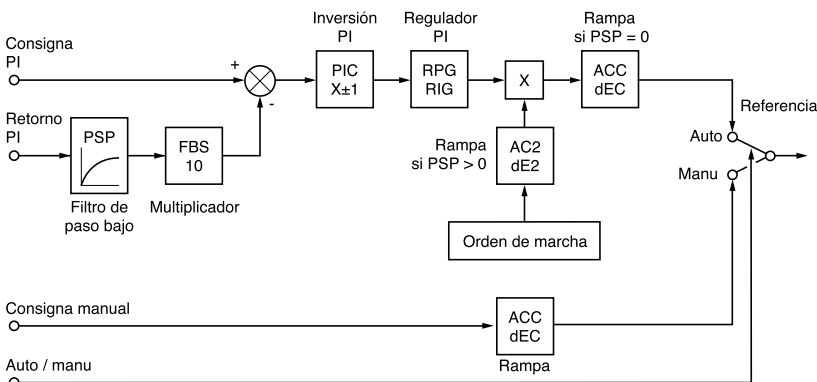 Inversión
PI
Regulador
PI
Rampa
si PSP = 0
Consigna
PI
+
-
PIC
X±1
RPG
RIG
X
ACC
dEC
Referencia
Retorno
PI
PSP
FBS
10
Rampa
si PSP > 0
AC2
dE2
Auto
Manu
Filtro de
paso bajo
Multiplicador
Orden de marcha
Consigna manual
ACC
dEC
Rampa
Auto / manu